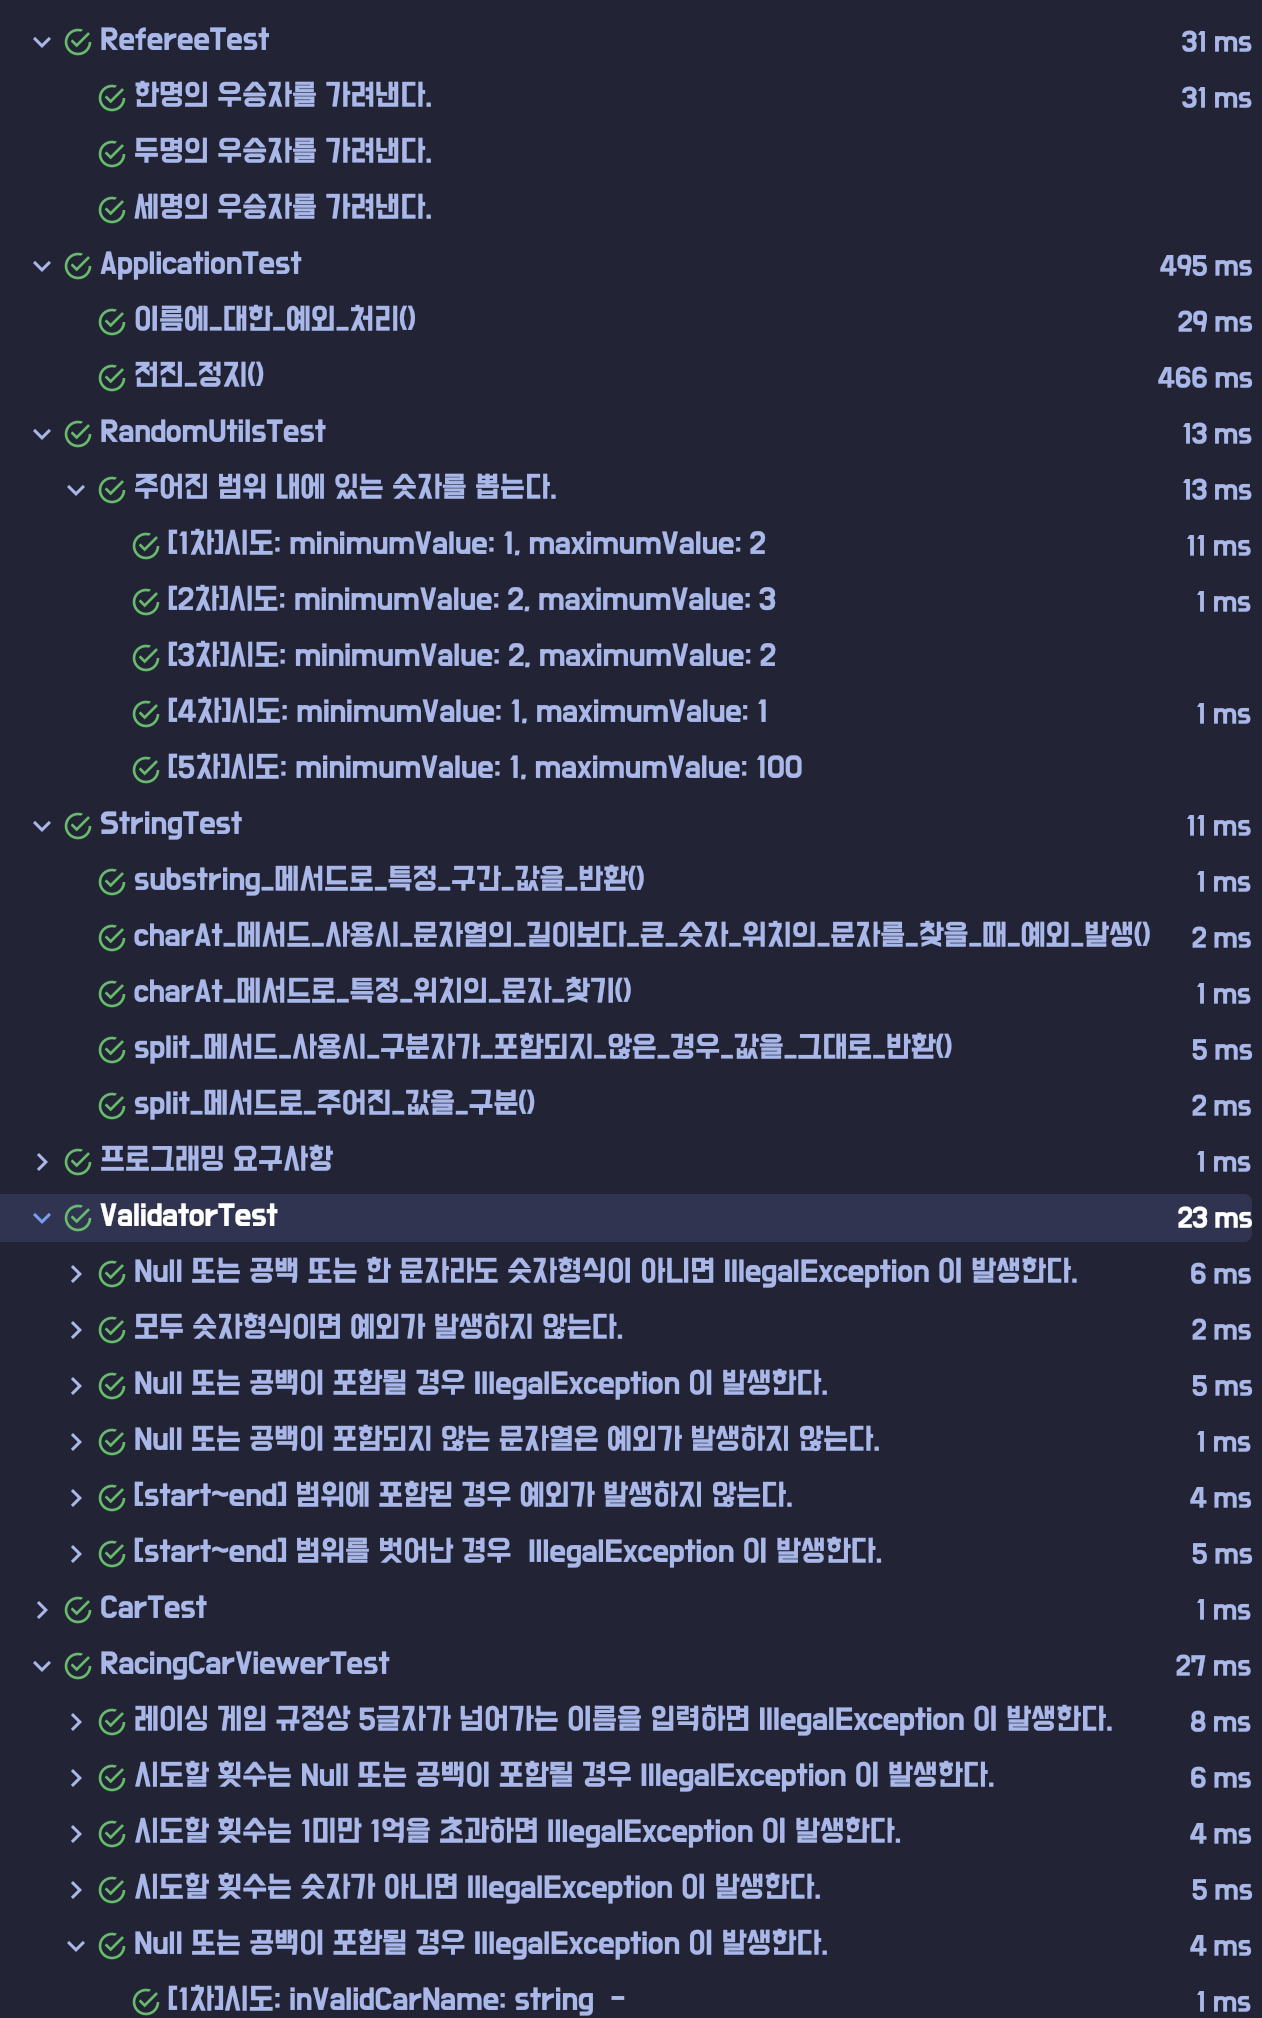 RefereeTest 31 ms
한명의 우승자를 가려낸다. 31 ms
두명의 우승자를 가려낸다.
세명의 우승자를 가려낸다.
ApplicationTest 495 ms
이름에_대한_예외_처리() 29 ms
전진_정지() 466 ms
RandomUtilsTest 13 ms
주어진 범위 내에 있는 숫자를 뽑는다. 13 ms
[1차]시도: minimumValue: 1, maximumValue: 2 11 ms
[2차]시도: minimumValue: 2, maximumValue: 3 1 ms
[3차]시도: minimumValue: 2, maximumValue: 2
[4차]시도: minimumValue: 1, maximumValue: 1 1 ms
[5차]시도: minimumValue: 1, maximumValue: 100
StringTest 11 ms
substring_메서드로_특정_구간_값을_반환() 1 ms
charAt_메서드_사용시_문자열의_길이보다_큰_숫자_위치의_문자를_찾을_때_예외_발생() 2 ms
charAt_메서드로_특정_위치의_문자_찾기() 1 ms
split_메서드_사용시_구분자가_포함되지_않은_경우_값을_그대로_반환() 5 ms
split_메서드로_주어진_값을_구분() 2 ms
프로그래밍 요구사항 1 ms
ValidatorTest 23 ms
Null 또는 공백 또는 한 문자라도 숫자형식이 아니면 IllegalException 이 발생한다. 6 ms
모두 숫자형식이면 예외가 발생하지 않는다. 2 ms
Null 또는 공백이 포함될 경우 IllegalException 이 발생한다. 5 ms
Null 또는 공백이 포함되지 않는 문자열은 예외가 발생하지 않는다. 1 ms
[start~end] 범위에 포함된 경우 예외가 발생하지 않는다. 4 ms
[start~end] 범위를 벗어난 경우  IllegalException 이 발생한다. 5 ms
CarTest 1 ms
RacingCarViewerTest 27 ms
레이싱 게임 규정상 5글자가 넘어가는 이름을 입력하면 IllegalException 이 발생한다. 8 ms
시도할 횟수는 Null 또는 공백이 포함될 경우 IllegalException 이 발생한다. 6 ms
시도할 횟수는 1미만 1억을 초과하면 IllegalException 이 발생한다. 4 ms
시도할 횟수는 숫자가 아니면 IllegalException 이 발생한다. 5 ms
Null 또는 공백이 포함될 경우 IllegalException 이 발생한다. 4 ms
[1차]시도: inValidCarName: string  - 1 ms